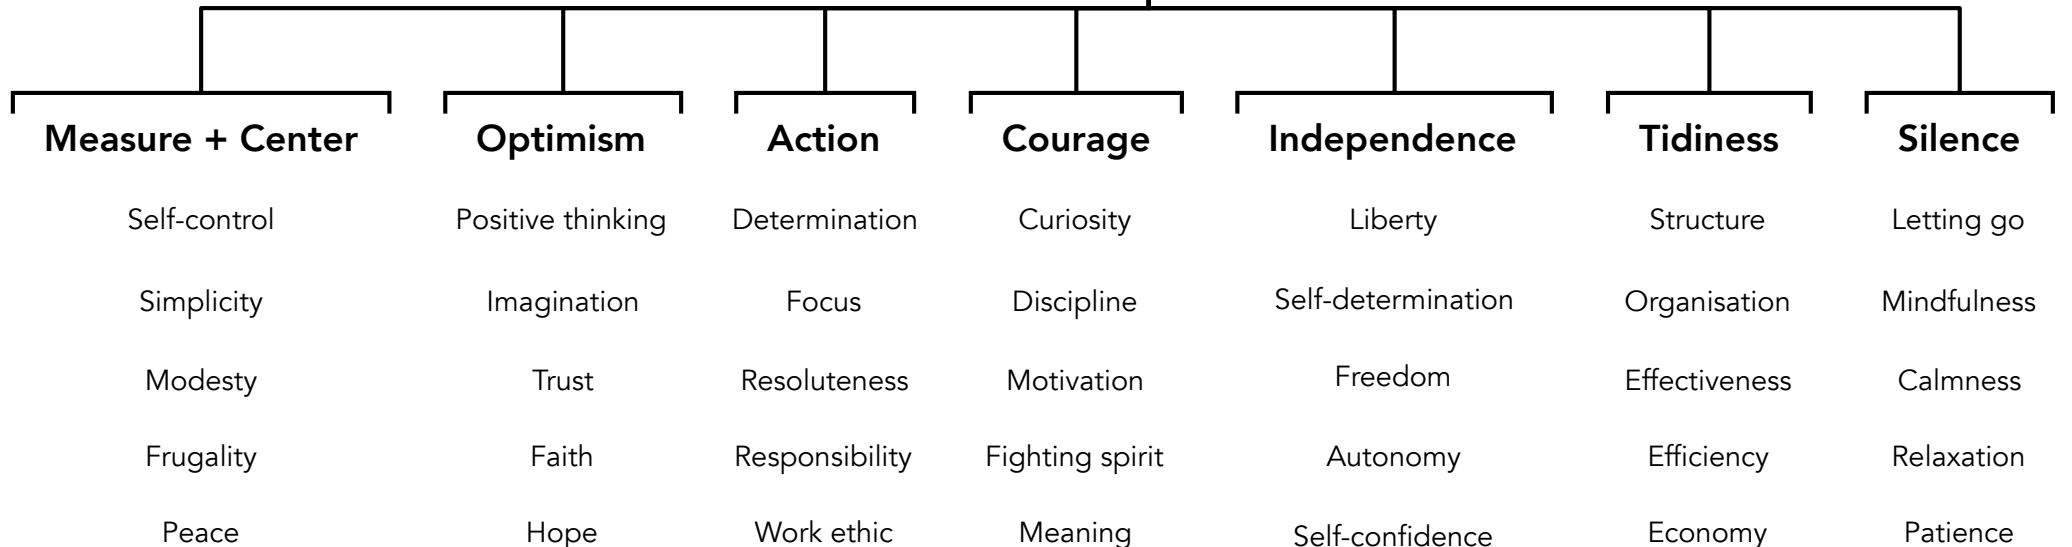 Measure + Center Optimism Action Courage Independence Tidiness Silence
Self-control Positive thinking Determination Curiosity Liberty Structure Letting go
Simplicity Imagination Focus Discipline Self-determination Organisation Mindfulness
Modesty Trust Resoluteness Motivation Freedom Effectiveness Calmness
Frugality Faith Responsibility Fighting spirit Autonomy Efficiency Relaxation
Peace Hope Work ethic Meaning Self-confidence Economy Patience